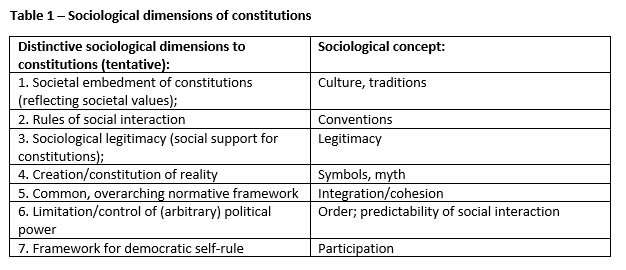 Table 1 – Sociological dimensions of constitutions
Distinctive sociological dimensions to constitutions (tentative): Sociological concept:
1. Societal embedment of constitutions (reflecting societal values); Culture, traditions
2. Rules of social interaction Conventions
3. Sociological legitimacy (social support for constitutions); Legitimacy
4. Creation/constitution of reality Symbols, myth
5. Common, overarching normative framework Integration/cohesion
6. Limitation/control of (arbitrary) political power Order; predictability of social interaction
7. Framework for democratic self-rule Participation